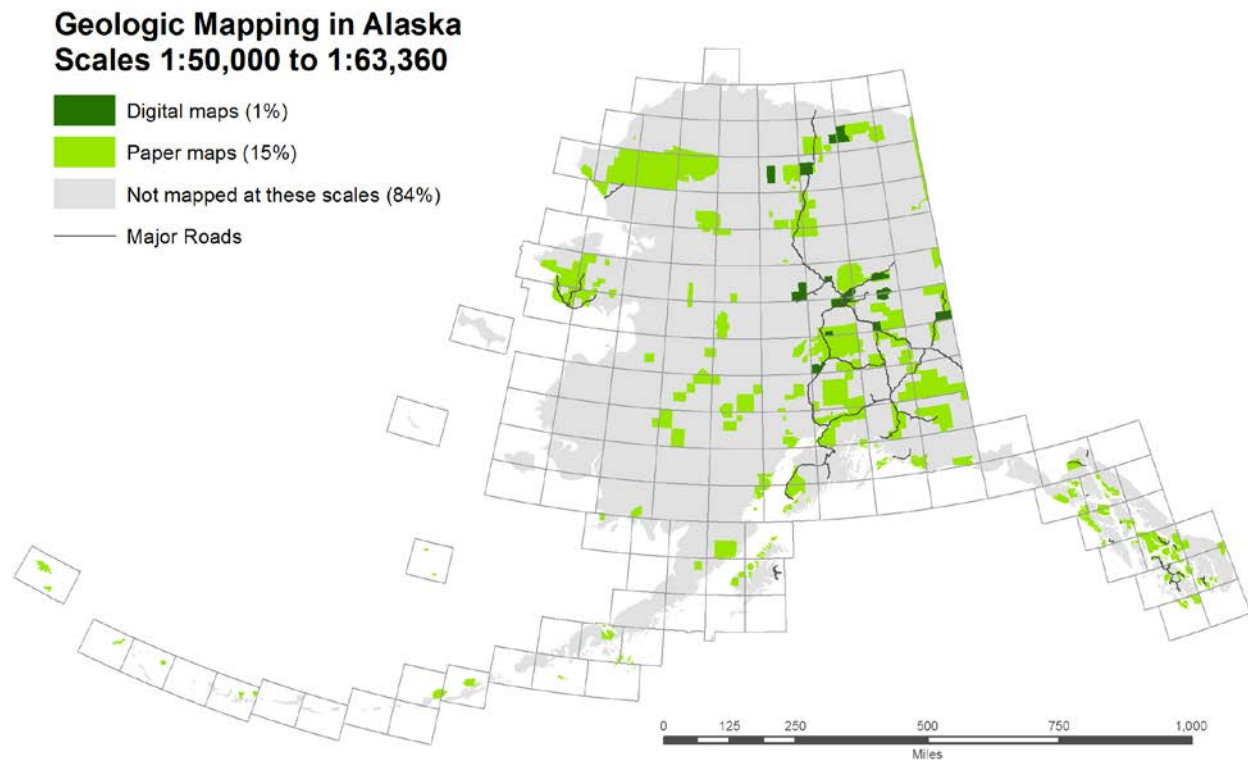 Geologic Mapping in Alaska
Scales 1:50,000 to 1:63,360
Digital maps (1%)
Paper maps (15%)
Not mapped at these scales (84%)
Major Roads
0 125 250 500 750 1,000
Miles